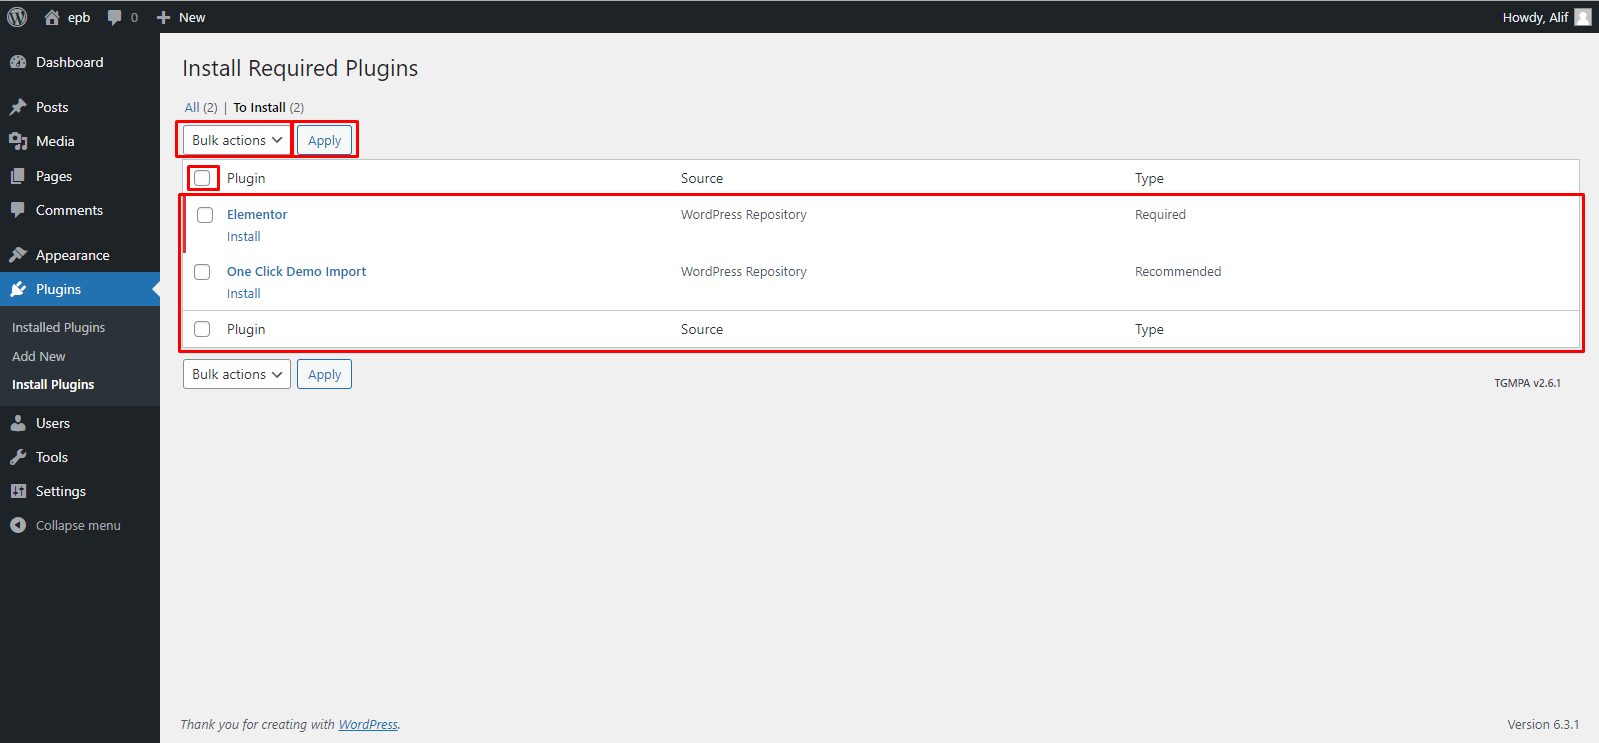 epb 0 New Howdy, Alif
Dashboard
Posts
Media
Pages
Comments
Appearance
Plugins
Installed Plugins
Add New
Install Plugins
Users
Tools
Settings
Collapse menu
Install Required Plugins
All (2) | To Install (2)
Bulk actions Apply
Plugin Source Type
Elementor WordPress Repository Required
Install
One Click Demo Import WordPress Repository Recommended
Install
Plugin Source Type
Bulk actions Apply
TGMPA v2.6.1
Thank you for creating with WordPress. Version 6.3.1